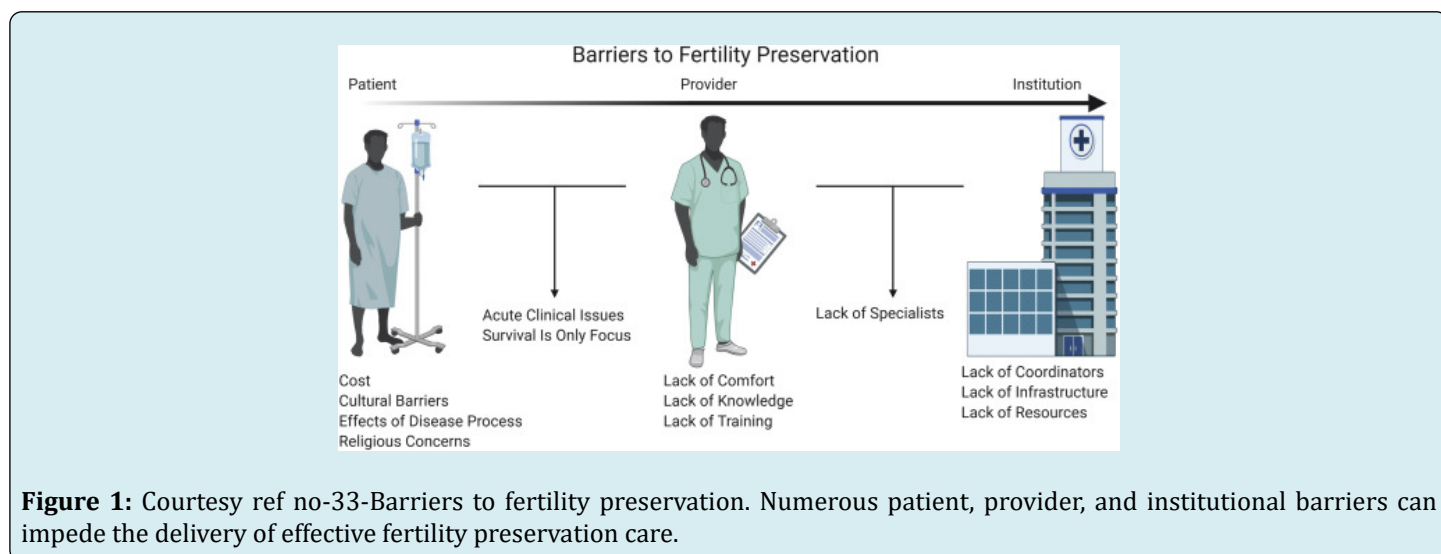 Barriers to Fertility Preservation
Patient
Provider
Institution
Acute Clinical Issues
Survival Is Only Focus
Lack of Specialists
Cost
Cultural Barriers
Effects of Disease Process
Religious Concerns
Lack of Comfort
Lack of Knowledge
Lack of Training
Lack of Coordinators
Lack of Infrastructure
Lack of Resources
Figure 1: Courtesy ref no-33-Barriers to fertility preservation. Numerous patient, provider, and institutional barriers can
impede the delivery of effective fertility preservation care.